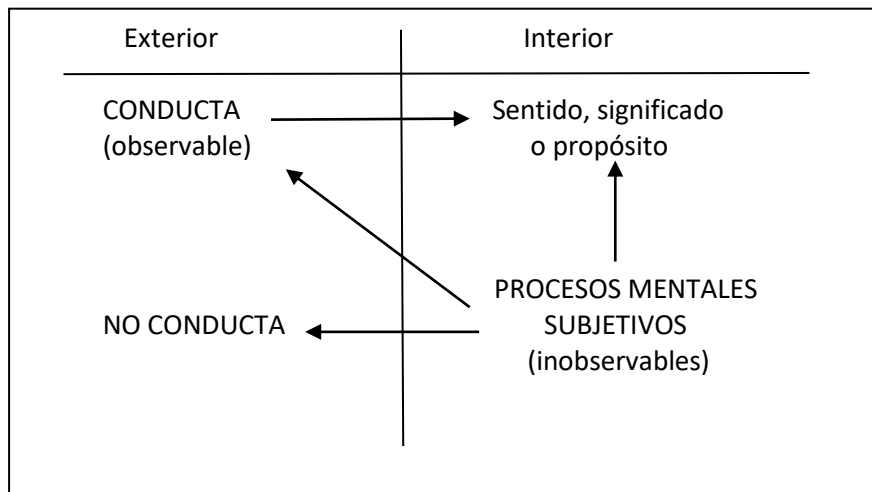 Exterior Interior
CONDUCTA
(observable)
Sentido, significado
o propósito
NO CONDUCTA
PROCESOS MENTALES
SUBJETIVOS
(inobservables)